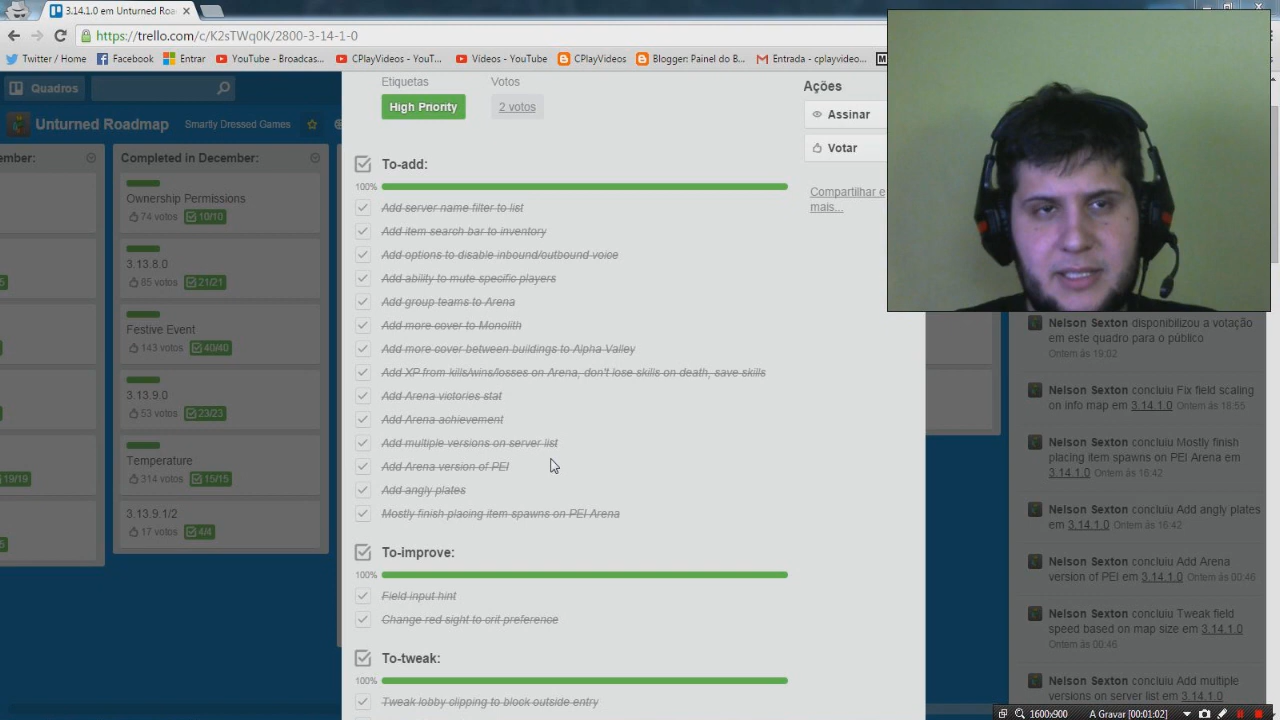 3.14.1.0 em Unturned Roa
https://trello.com/c/K2sTWq0K/2800-3-14-1-0
Twitter / Home
Facebook
Entrar
YouTube - Broadcas...
CPlayVideos - YouT...
Vídeos - YouTube
CPlayVideos
Blogger: Painel do B...
Entrada - cplayvideo...
Quadros
Unturned Roadmap
Smartly Dressed Games
ember:
19/19
Completed in December:
Ownership Permissions
74 votos 10/10
3.13.8.0
85 votos 21/21
Festive Event
143 votos 40/40
3.13.9.0
53 votos 23/23
Temperature
314 votos 15/15
3.13.9.1/2
17 votos 4/4
Etiquetas
Votos
High Priority
2 votos
To-add:
100%
Add server name filter to list
Add item search bar to inventory
Add options to disable inbound/outbound voice
Add ability to mute specific players
Add group teams to Arena
Add more cover to Monolith
Add more cover between buildings to Alpha Valley
Add XP from kills/wins/losses on Arena, don't lose skills on death, save skills
Add Arena victories stat
Add Arena achievement
Add multiple versions on server list
Add Arena version of PEI
Add angly plates
Mostly finish placing item spawns on PEI Arena
To-improve:
100%
Field input hint
Change red sight to crit preference
To-tweak:
100%
Tweak lobby clipping to block outside entry
Ações
Assinar
Votar
Compartilhar e
mais...
Nelson Sexton disponibilizou a votação
em este quadro para o público
Ontem às 19:02
Nelson Sexton concluiu Fix field scaling
on info map em 3.14.1.0 Ontem às 18:55
Nelson Sexton concluiu Mostly finish
placing item spawns on PEI Arena em
3.14.1.0 Ontem às 16:42
Nelson Sexton concluiu Add angly plates
em 3.14.1.0 Ontem às 16:42
Nelson Sexton concluiu Add Arena
version of PEI em 3.14.1.0 Ontem às 00:46
Nelson Sexton concluiu Tweak field
speed based on map size em 3.14.1.0
Ontem às 00:46
Nelson Sexton concluiu Add multiple
versions on server list em 3.14.1.0
1600x900
A Gravar [00:01:02]